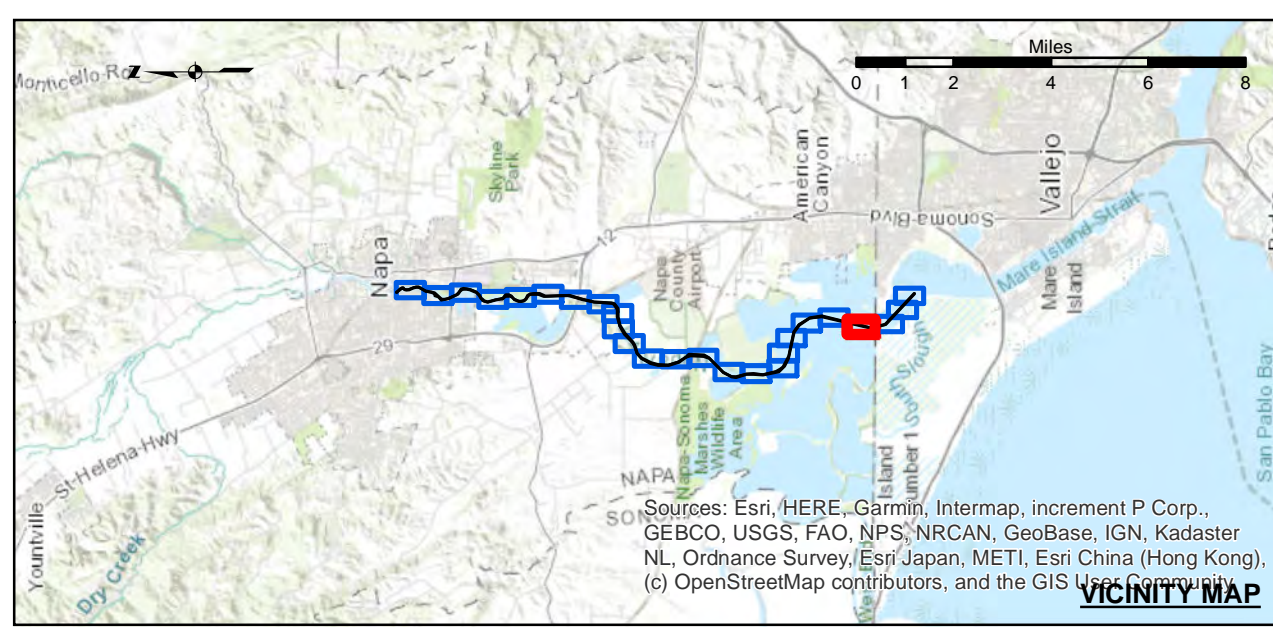 Monticello Rd
Z
Miles
0 1 2 4 6 8
Skyline
Park
American
Canyon
Vallejo
Sonoma Blvd
Mare Island Strait
Napa
12
Napa
County
Airport
Mare
Island
29
South Slough
San Pablo Bay
Napa-Sonoma
Marshes
Wildlife
Area
St-Helena-Hwy
NAPA
Island
Number 1
Yountville
Dry Creek
Sources: Esri, HERE, Garmin, Intermap, increment P Corp.,
GEBCO, USGS, FAO, NPS, NRCAN, GeoBase, IGN, Kadaster
NL, Ordnance Survey, Esri Japan, METI, Esri China (Hong Kong),
(c) OpenStreetMap contributors, and the GIS User Community
VICINITY MAP